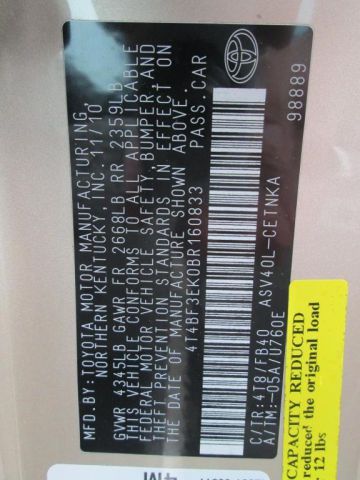 MFD.BY: TOYOTA MOTOR MANUFACTURING,
NORTHERN KENTUCKY, INC. 11/10
GVWR 4345LB GAWR FR 2668LB RR 2359LB
THIS VEHICLE CONFORMS TO ALL APPLICABLE
FEDERAL MOTOR VEHICLE SAFETY, BUMPER, AND
THEFT PREVENTION STANDARDS IN EFFECT ON
THE DATE OF MANUFACTURE SHOWN ABOVE.
4T4BF3EK0BR160833 PASS. CAR
C/TR:4T8/FB40 ASV40L-CETNKA
A/TM:-05A/U760E
98889
CAPACITY REDUCED
reduced the original load
12 lbs